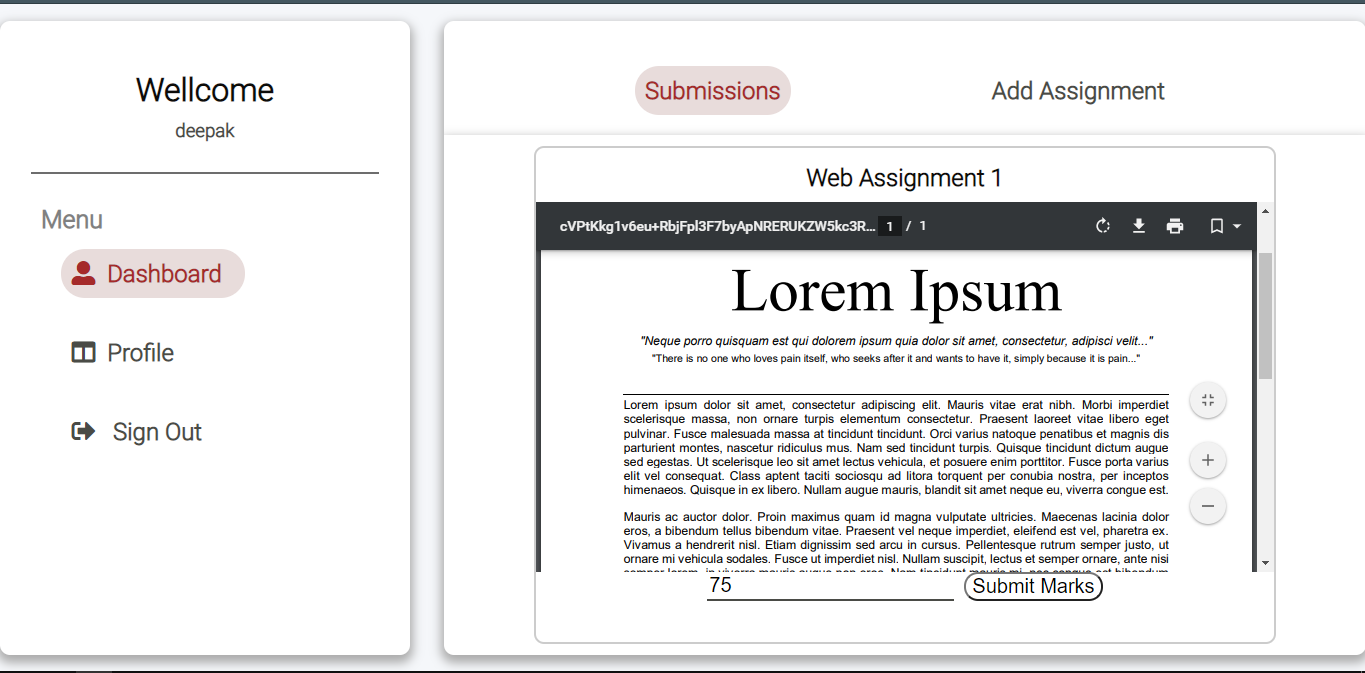 Wellcome
deepak
Menu
Dashboard
Profile
Sign Out
Submissions
Add Assignment
Web Assignment 1
cVPtKkg1v6eu+RbjFpl3F7byApNRERUKZW5kc3R... 1 / 1
Lorem Ipsum
"Neque porro quisquam est qui dolorem ipsum quia dolor sit amet, consectetur, adipisci velit..."
"There is no one who loves pain itself, who seeks after it and wants to have it, simply because it is pain..."
Lorem ipsum dolor sit amet, consectetur adipiscing elit. Mauris vitae erat nibh. Morbi imperdiet
scelerisque massa, non ornare turpis elementum consectetur. Praesent laoreet vitae libero eget
pulvinar. Fusce malesuada massa at tincidunt tincidunt. Orci varius natoque penatibus et magnis dis
parturient montes, nascetur ridiculus mus. Nam sed tincidunt turpis. Quisque tincidunt dictum augue
sed egestas. Ut scelerisque leo sit amet lectus vehicula, et posuere enim porttitor. Fusce porta varius
elit vel consequat. Class aptent taciti sociosqu ad litora torquent per conubia nostra, per inceptos
himenaeos. Quisque in ex libero. Nullam augue mauris, blandit sit amet neque eu, viverra congue est.
Mauris ac auctor dolor. Proin maximus quam id magna vulputate ultricies. Maecenas lacinia dolor
eros, a bibendum tellus bibendum vitae. Praesent vel neque imperdiet, eleifend est vel, pharetra ex.
Vivamus a hendrerit nisl. Etiam dignissim sed arcu in cursus. Pellentesque rutrum semper justo, ut
ornare mi vehicula sodales. Fusce ut imperdiet nisl. Nullam suscipit, lectus et semper ornare, ante nisi
75
Submit Marks